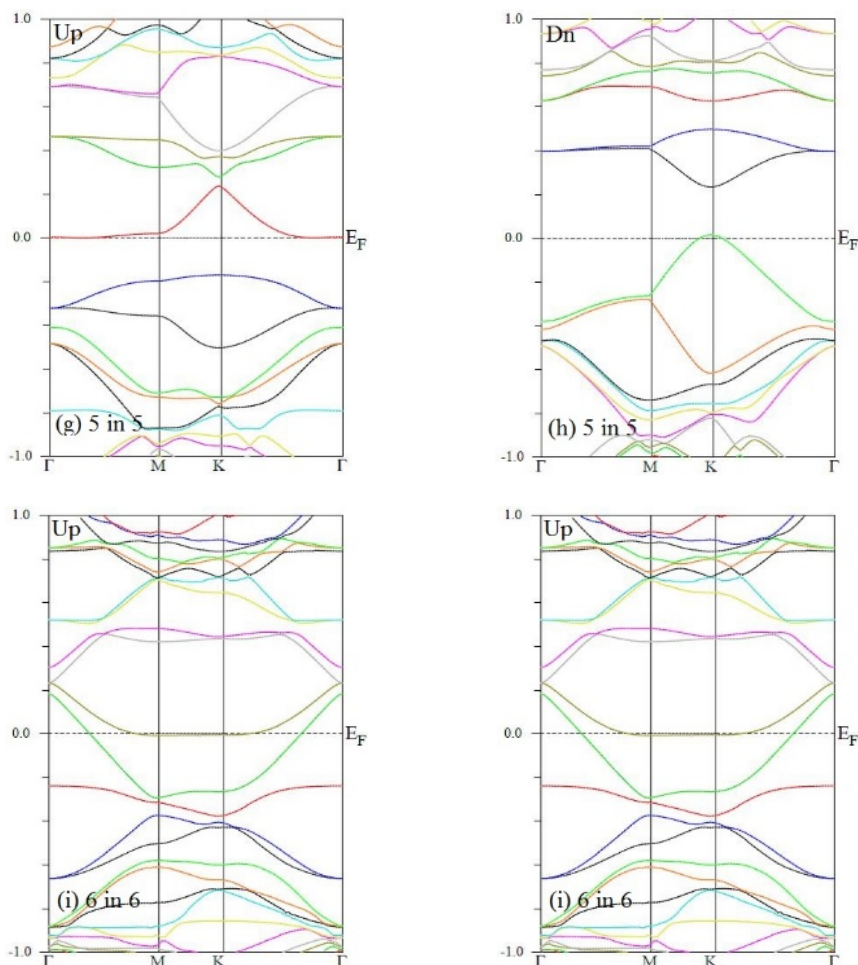 1.0
Up
0.0
E_F
(g) 5 in 5
-1.0
Γ M K Γ
1.0
Dn
0.0
E_F
(h) 5 in 5
-1.0
Γ M K Γ
1.0
Up
0.0
E_F
(i) 6 in 6
-1.0
Γ M K Γ
1.0
Up
0.0
E_F
(i) 6 in 6
-1.0
Γ M K Γ